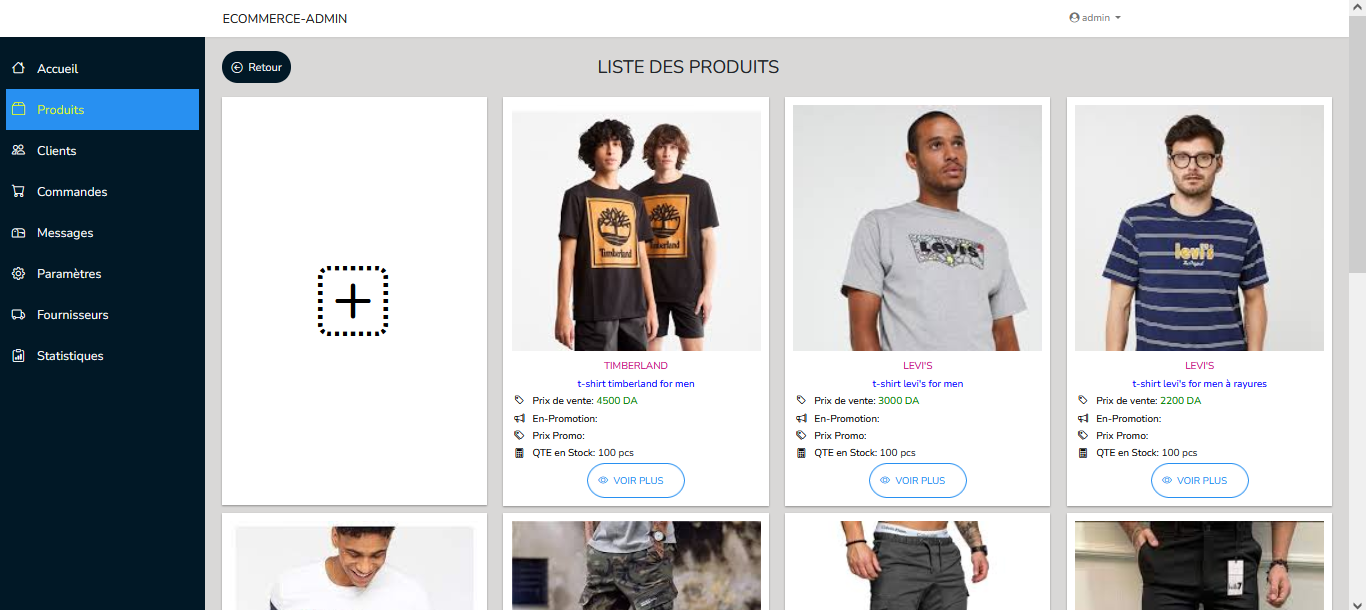 ECOMMERCE-ADMIN
admin
Accueil
Produits
Clients
Commandes
Messages
Paramètres
Fournisseurs
Statistiques
Retour
LISTE DES PRODUITS
Timberland
Timberland
TIMBERLAND
t-shirt timberland for men
Prix de vente: 4500 DA
En-Promotion:
Prix Promo:
QTE en Stock: 100 pcs
VOIR PLUS
Levi's
LEVI'S
t-shirt levi's for men
Prix de vente: 3000 DA
En-Promotion:
Prix Promo:
QTE en Stock: 100 pcs
VOIR PLUS
levi's
LEVI'S
t-shirt levi's for men à rayures
Prix de vente: 2200 DA
En-Promotion:
Prix Promo:
QTE en Stock: 100 pcs
VOIR PLUS